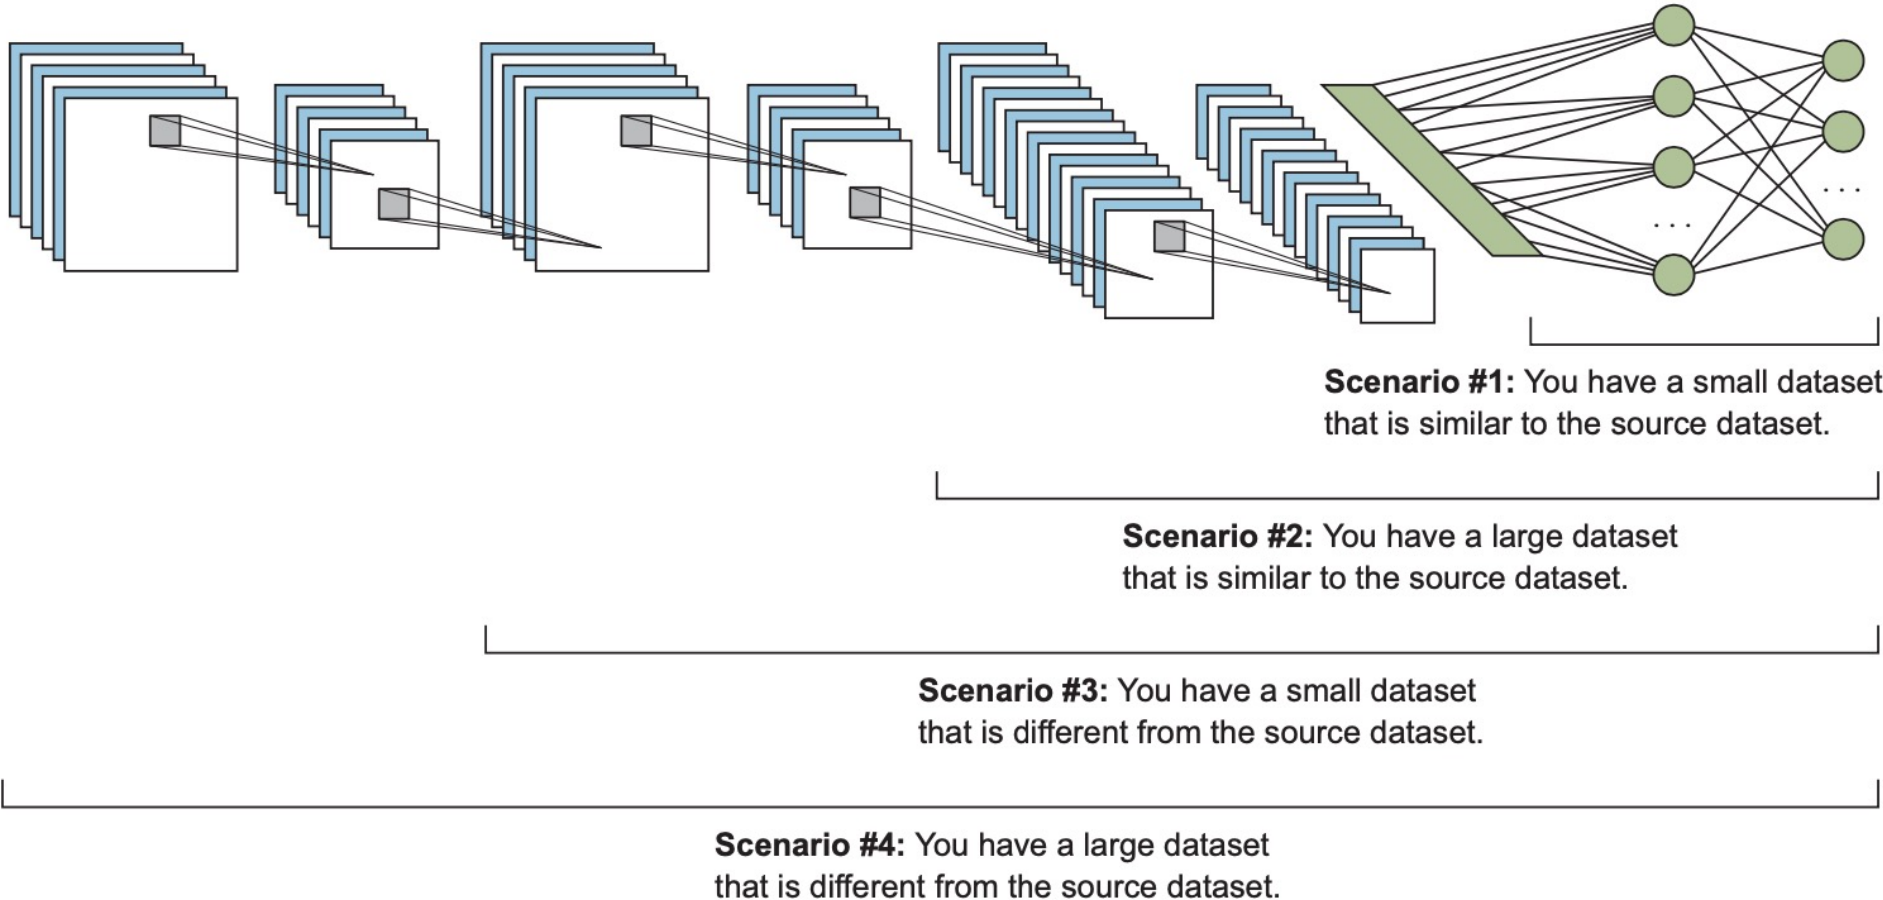 . . .
. . .
Scenario #1: You have a small dataset
that is similar to the source dataset.
Scenario #2: You have a large dataset
that is similar to the source dataset.
Scenario #3: You have a small dataset
that is different from the source dataset.
Scenario #4: You have a large dataset
that is different from the source dataset.